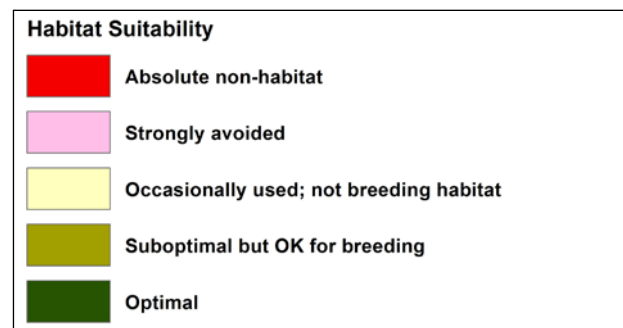 Habitat Suitability
Absolute non-habitat
Strongly avoided
Occasionally used; not breeding habitat
Suboptimal but OK for breeding
Optimal